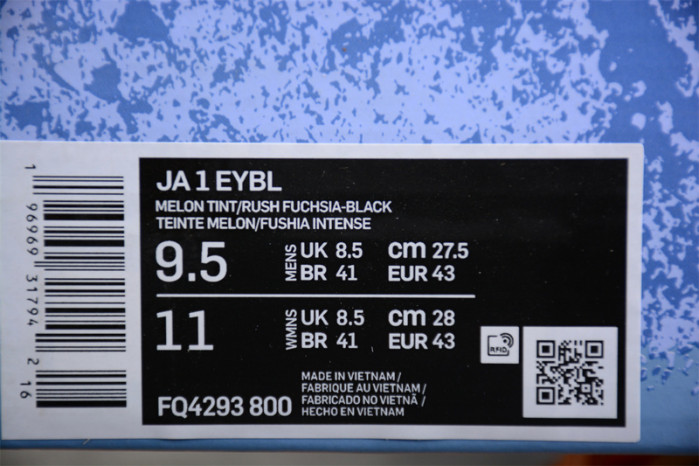 JA 1 EYBL
MELON TINT/RUSH FUCHSIA-BLACK
TEINTE MELON/FUSHIA INTENSE
9.5 MENS UK 8.5 CM 27.5
BR 41 EUR 43
11 WMNS UK 8.5 CM 28
BR 41 EUR 43
RFID
MADE IN VIETNAM /
FABRIQUE AU VIETNAM /
FABRICADO NO VIETNÃ /
HECHO EN VIETNAM
FQ4293 800
1 96969 31794 2 16